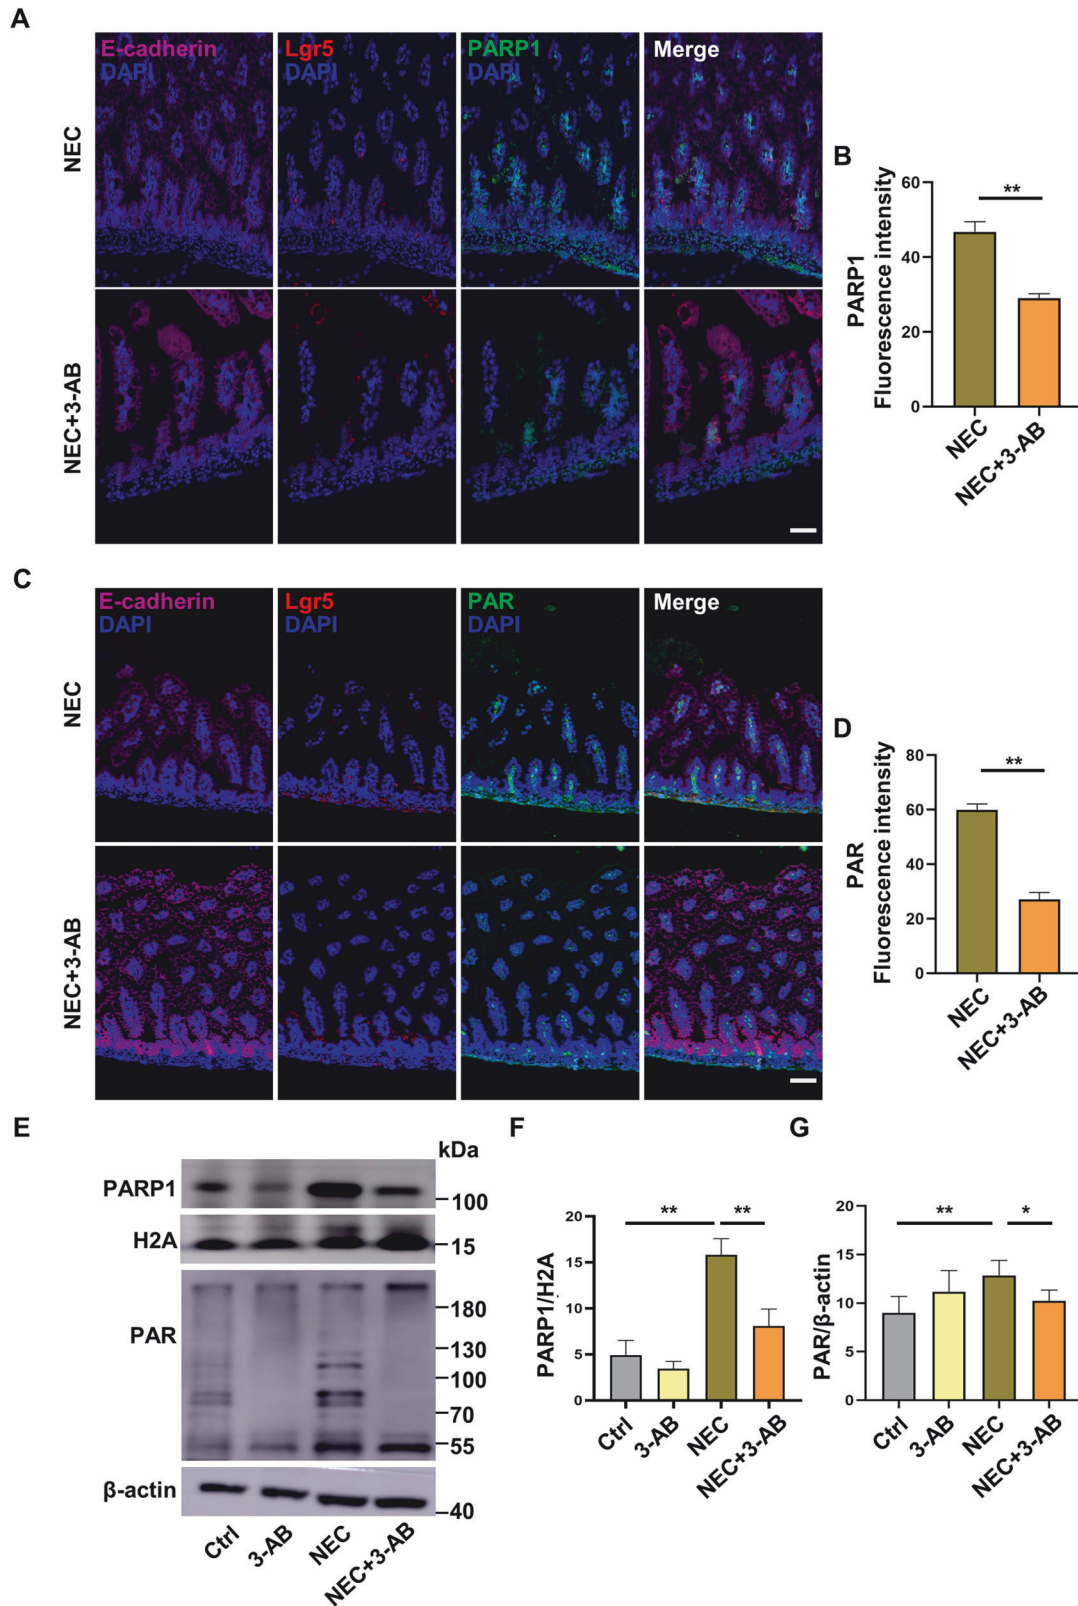 A
E-cadherin
DAPI
Lgr5
DAPI
PARP1
DAPI
Merge
NEC
NEC+3-AB
B
PARP1
Fluorescence intensity
60
40
20
0
**
NEC
NEC+3-AB
C
E-cadherin
DAPI
Lgr5
DAPI
PAR
DAPI
Merge
NEC
NEC+3-AB
D
PAR
Fluorescence intensity
80
60
40
20
0
**
NEC
NEC+3-AB
E
kDa
PARP1
100
H2A
15
PAR
180
130
100
70
55
β-actin
40
Ctrl
3-AB
NEC
NEC+3-AB
F
PARP1/H2A
20
15
10
5
0
**
**
Ctrl
3-AB
NEC
NEC+3-AB
G
PAR/β-actin
20
15
10
5
0
**
*
Ctrl
3-AB
NEC
NEC+3-AB